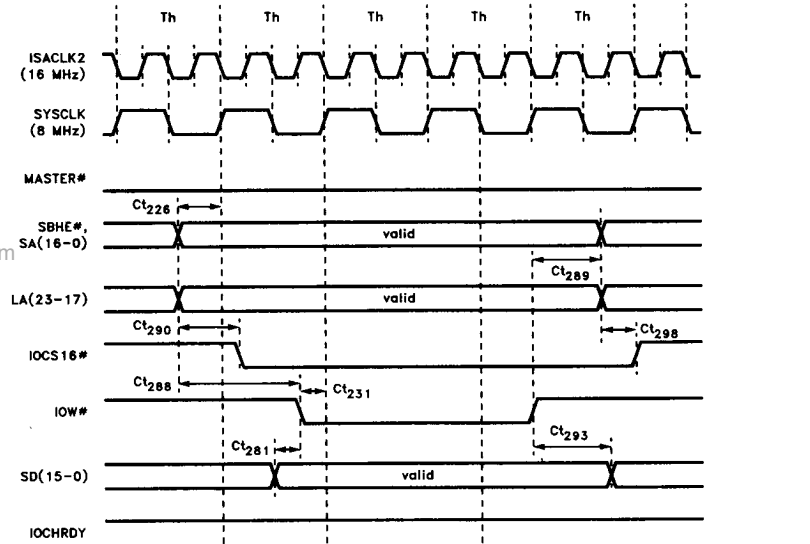 Th Th Th Th Th
ISACLK2
(16 MHz)
SYSCLK
(8 MHz)
MASTER#
Ct226
SBHE#,
SA(16-0)
valid
m
Ct289
LA(23-17)
valid
Ct290
Ct298
IOCS16#
Ct288
Ct231
IOW#
Ct281
Ct293
SD(15-0)
valid
IOCHRDY